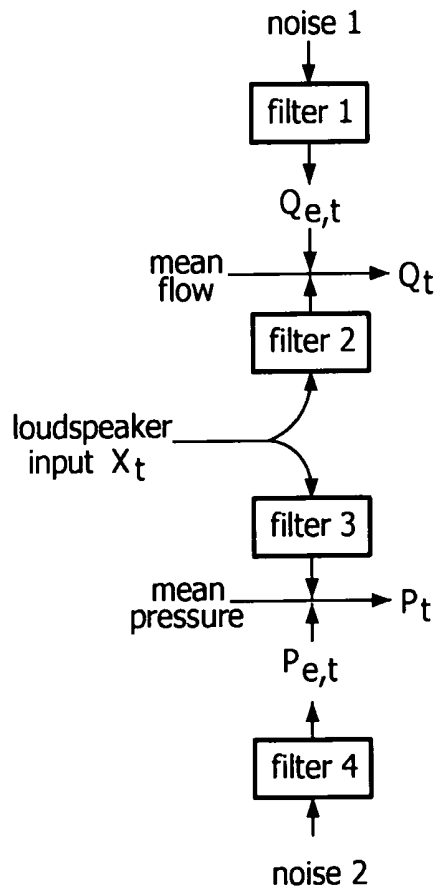 noise 1
filter 1
Qe,t
mean
flow
Qt
filter 2
loudspeaker
input Xt
filter 3
mean
pressure
Pt
Pe,t
filter 4
noise 2